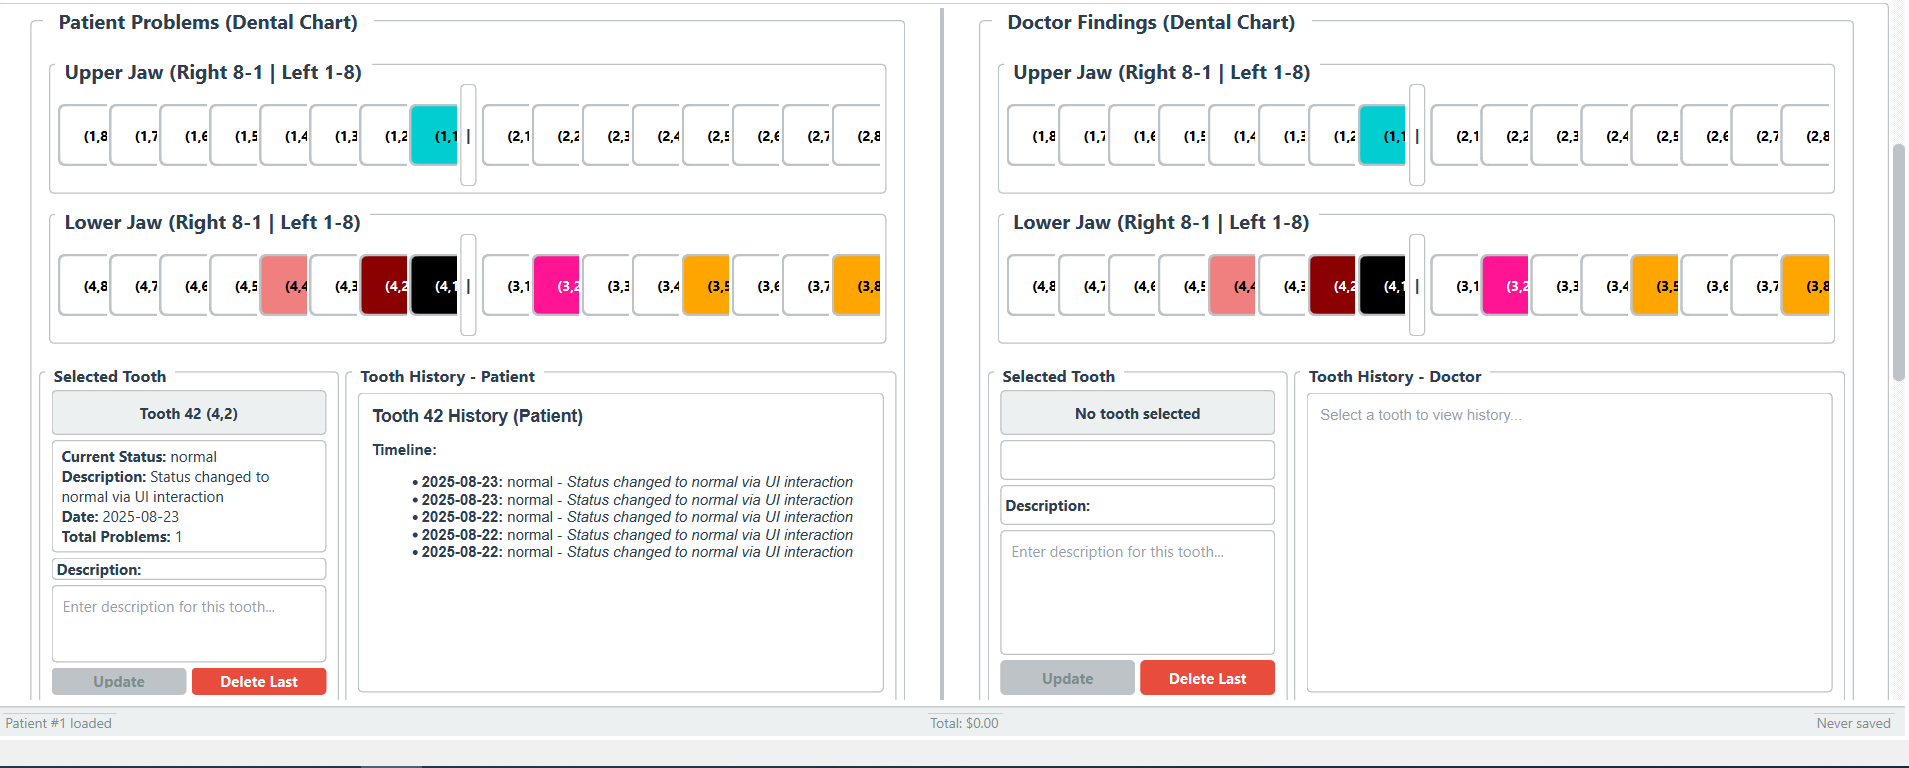 Patient Problems (Dental Chart)
Upper Jaw (Right 8-1 | Left 1-8)
(1,8 (1,7 (1,6 (1,5 (1,4 (1,3 (1,2 (1,1 | (2,1 (2,2 (2,3 (2,4 (2,5 (2,6 (2,7 (2,8
Lower Jaw (Right 8-1 | Left 1-8)
(4,8 (4,7 (4,6 (4,5 (4,4 (4,3 (4,2 (4,1 | (3,1 (3,2 (3,3 (3,4 (3,5 (3,6 (3,7 (3,8
Selected Tooth
Tooth 42 (4,2)
Current Status: normal
Description: Status changed to
normal via UI interaction
Date: 2025-08-23
Total Problems: 1
Description:
Enter description for this tooth...
Update Delete Last
Tooth History - Patient
Tooth 42 History (Patient)
Timeline:
• 2025-08-23: normal - Status changed to normal via UI interaction
• 2025-08-23: normal - Status changed to normal via UI interaction
• 2025-08-22: normal - Status changed to normal via UI interaction
• 2025-08-22: normal - Status changed to normal via UI interaction
• 2025-08-22: normal - Status changed to normal via UI interaction
Doctor Findings (Dental Chart)
Upper Jaw (Right 8-1 | Left 1-8)
(1,8 (1,7 (1,6 (1,5 (1,4 (1,3 (1,2 (1,1 | (2,1 (2,2 (2,3 (2,4 (2,5 (2,6 (2,7 (2,8
Lower Jaw (Right 8-1 | Left 1-8)
(4,8 (4,7 (4,6 (4,5 (4,4 (4,3 (4,2 (4,1 | (3,1 (3,2 (3,3 (3,4 (3,5 (3,6 (3,7 (3,8
Selected Tooth
No tooth selected
Description:
Enter description for this tooth...
Update Delete Last
Tooth History - Doctor
Select a tooth to view history...
Patient #1 loaded
Total: $0.00
Never saved